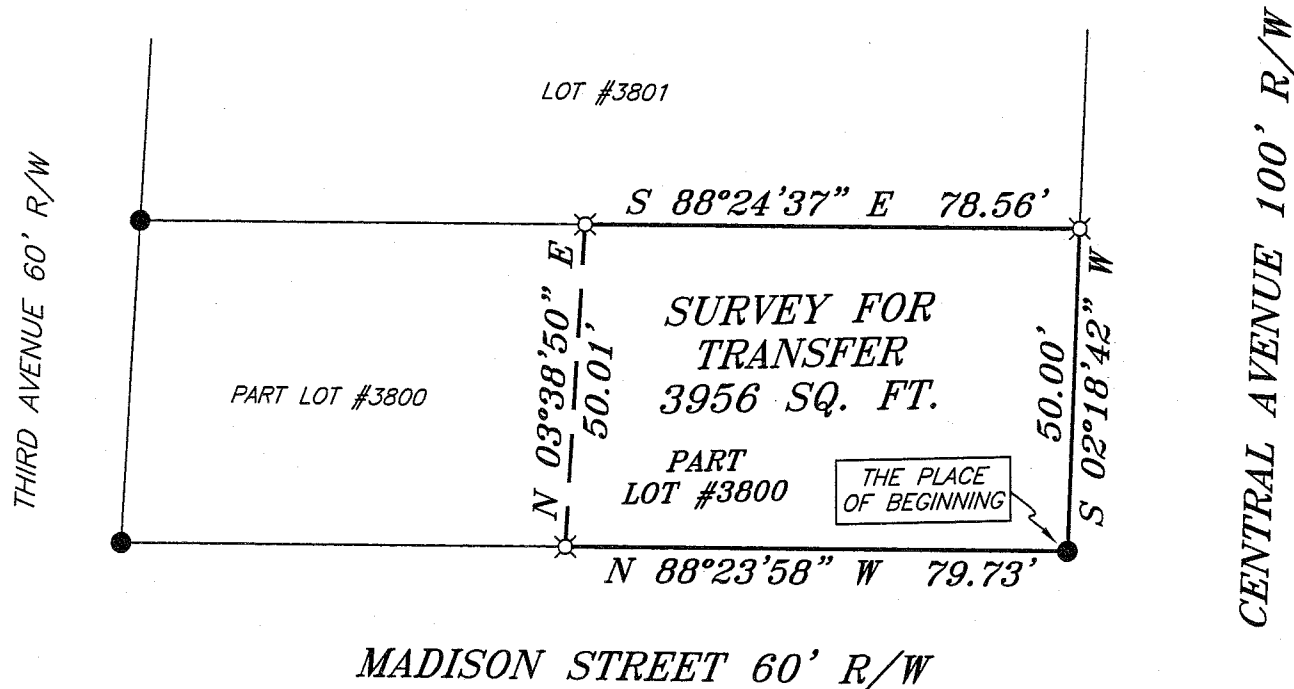 LOT #3801
S 88°24'37" E 78.56'
THIRD AVENUE 60' R/W
CENTRAL AVENUE 100' R/W
N 03°38'50" E
50.01'
SURVEY FOR
TRANSFER
3956 SQ. FT.
50.00'
S 02°18'42" W
PART LOT #3800
PART
LOT #3800
THE PLACE
OF BEGINNING
N 88°23'58" W 79.73'
MADISON STREET 60' R/W